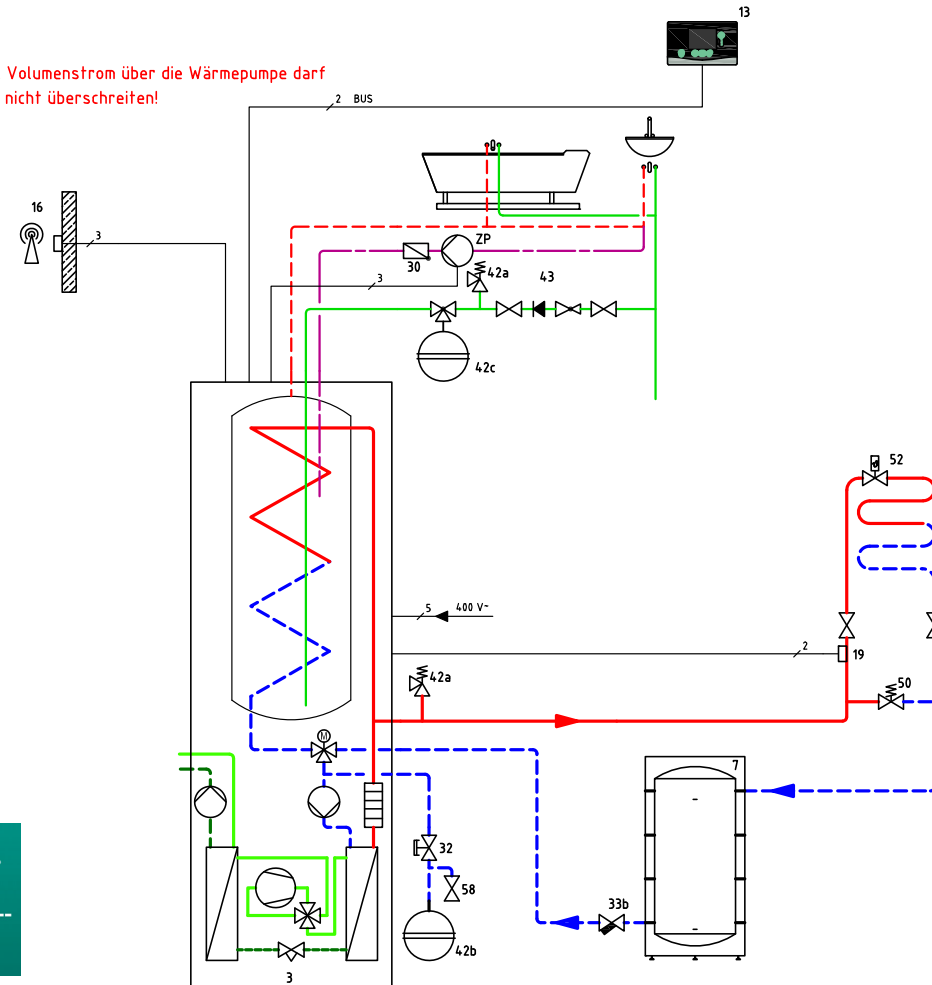 13
Volumenstrom über die Wärmepumpe darf
nicht überschreiten!
2 BUS
16
3
ZP
30
42a
43
3
42c
52
5 400 V~
2
19
42a
50
M
7
32
58
33b
42b
3